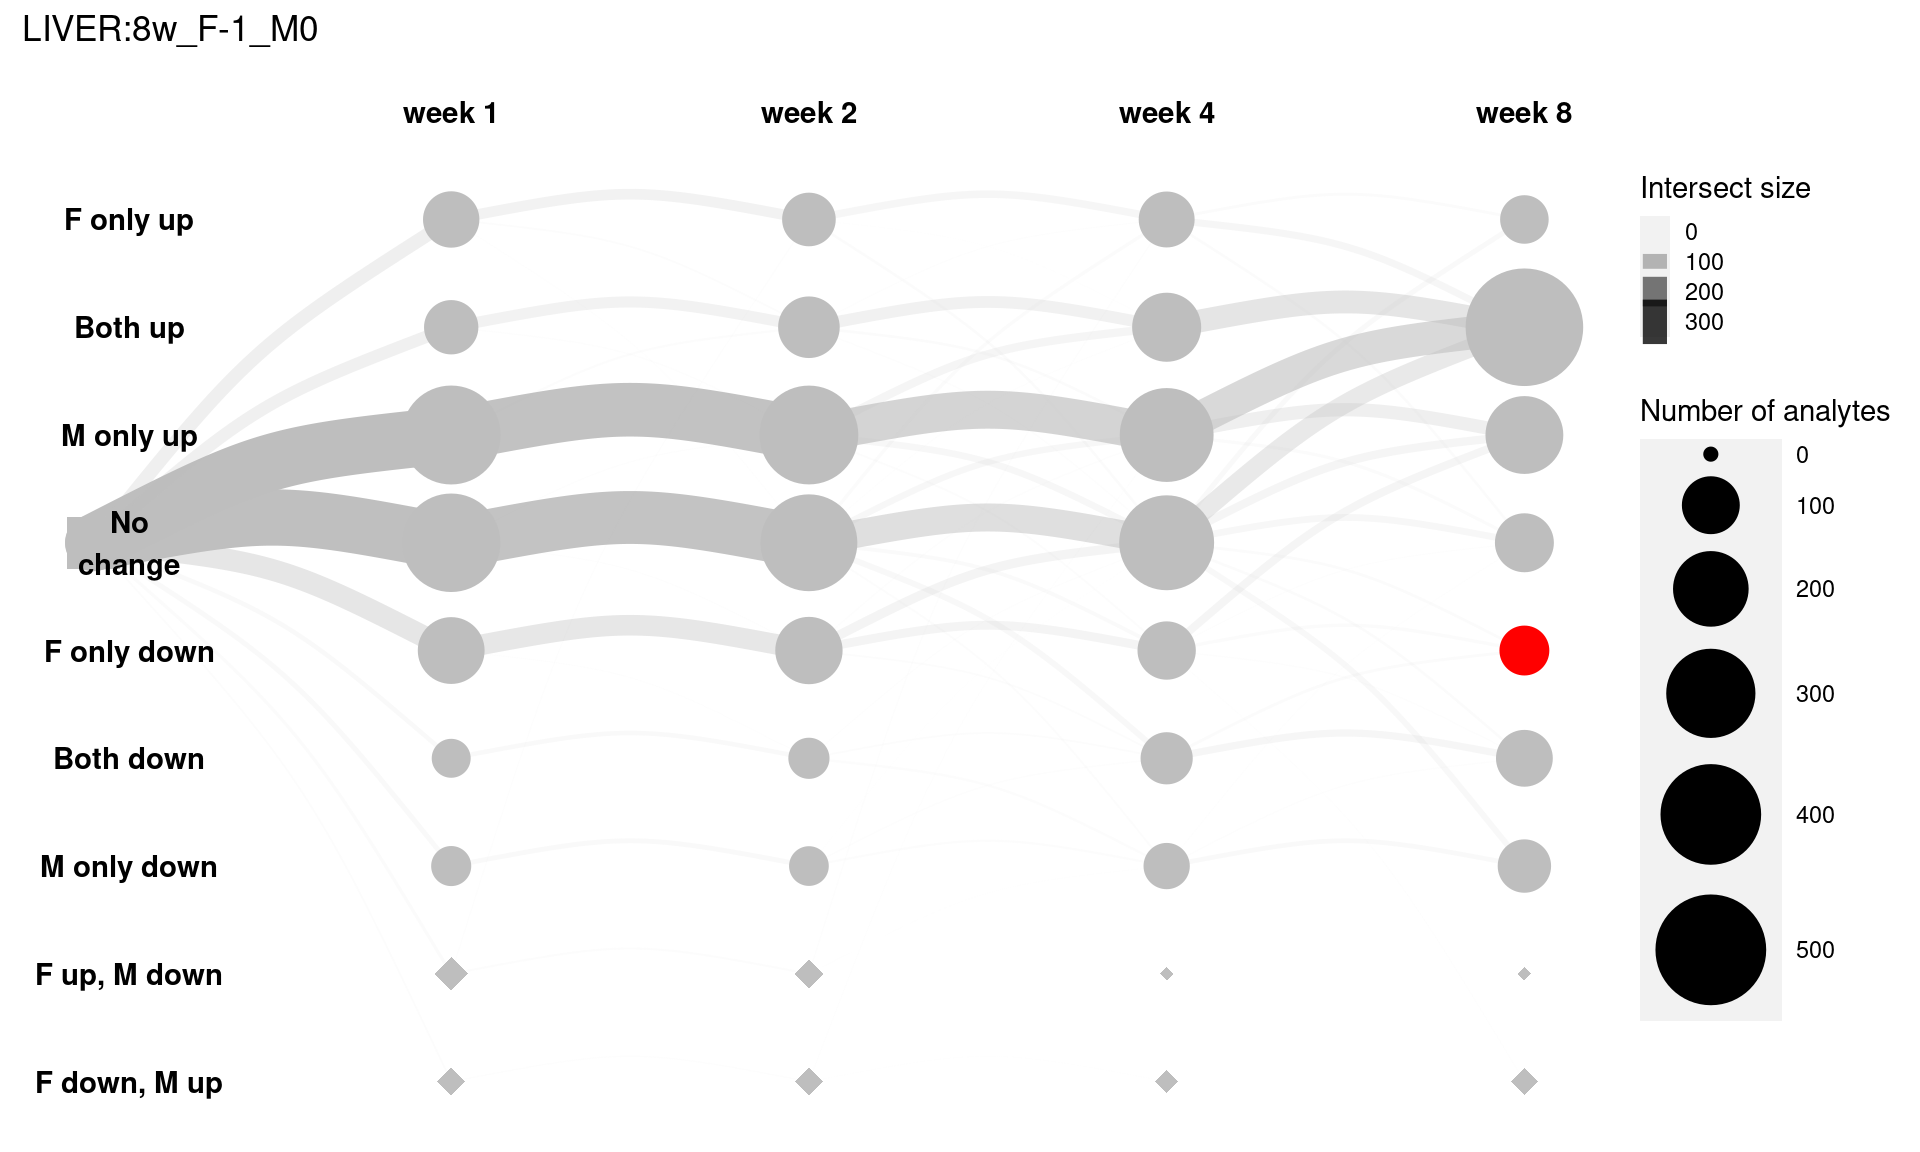 LIVER:8w_F-1_M0
week 1
week 2
week 4
week 8
F only up
Both up
M only up
No
change
F only down
Both down
M only down
F up, M down
F down, M up
Intersect size
0
100
200
300
Number of analytes
0
100
200
300
400
500